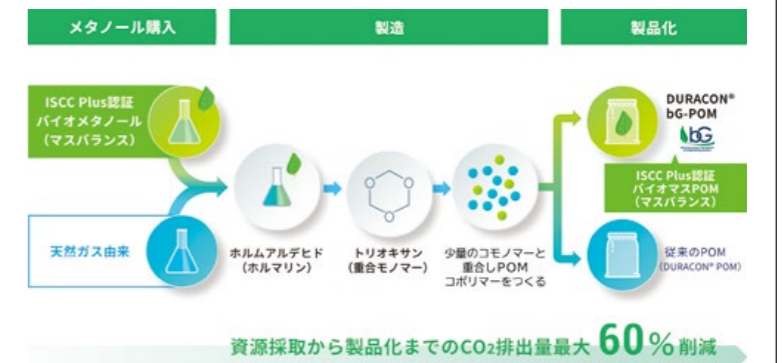 メタノール購入
製造
製品化
ISCC Plus認証
バイオメタノール
(マスバランス)
天然ガス由来
ホルムアルデヒド
(ホルマリン)
トリオキサン
(重合モノマー)
少量のコモノマーと
重合しPOM
コポリマーをつくる
DURACON®
bG-POM
bG
ISCC Plus認証
バイオマスPOM
(マスバランス)
従来のPOM
(DURACON® POM)
資源採取から製品化までのCO2排出量最大 60%削減